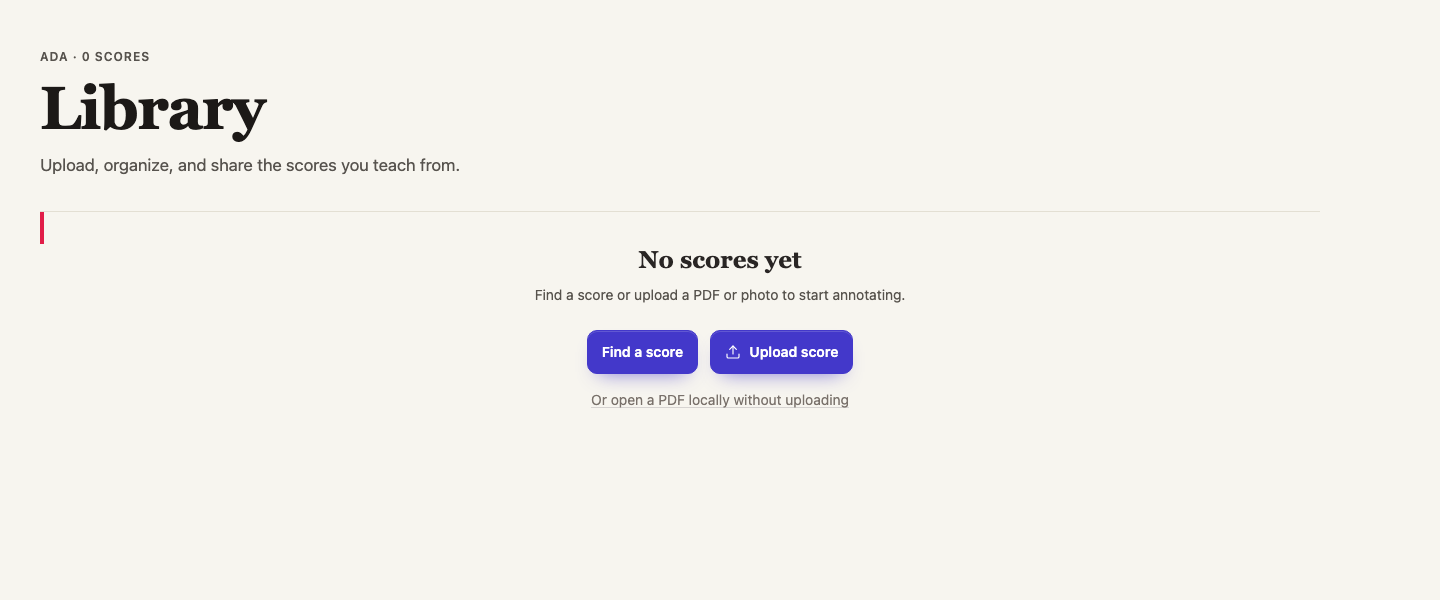 ADA · 0 SCORES
Library
Upload, organize, and share the scores you teach from.
No scores yet
Find a score or upload a PDF or photo to start annotating.
Find a score
Upload score
Or open a PDF locally without uploading